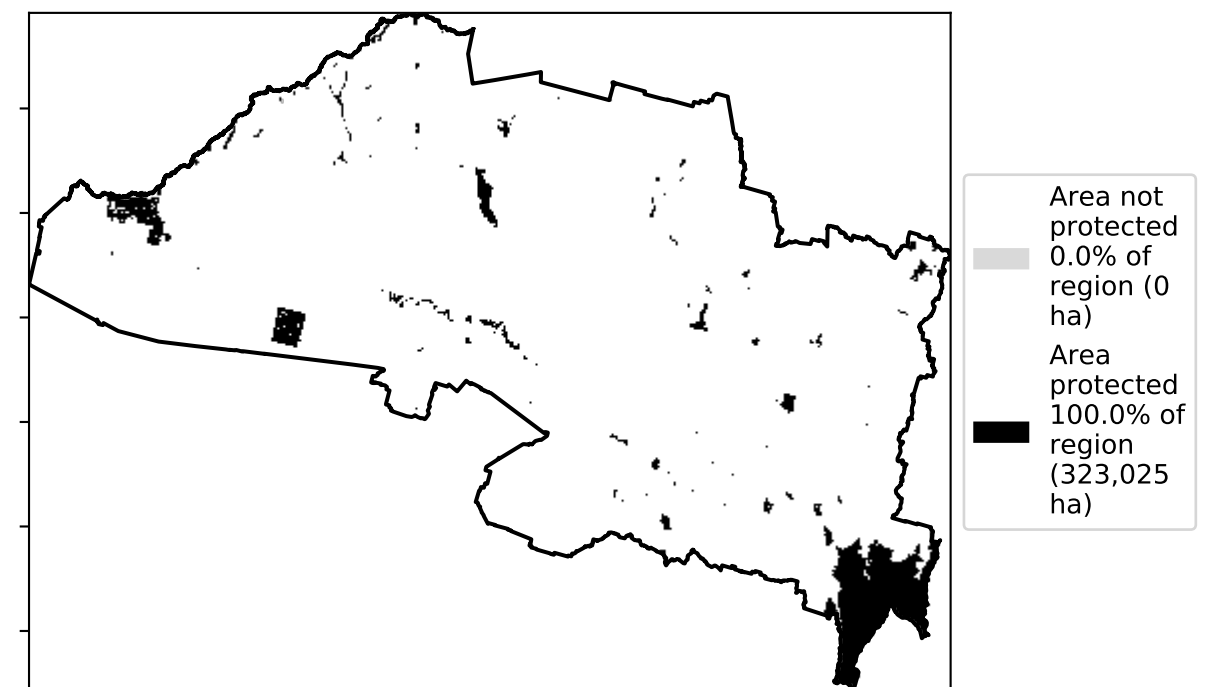 Area not
protected
0.0% of
region (0
ha)
Area
protected
100.0% of
region
(323,025
ha)